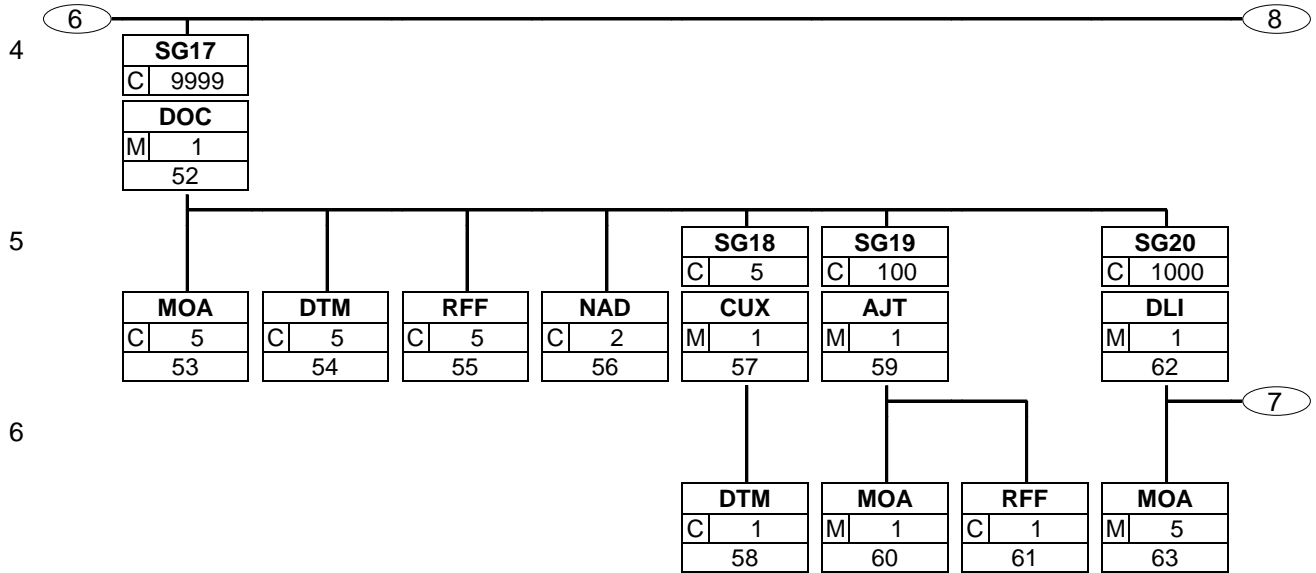 6 8
4
SG17
C 9999
DOC
M 1
52
5
SG18 SG19 SG20
C 5 C 100 C 1000
MOA DTM RFF NAD CUX AJT DLI
C 5 C 5 C 5 C 2 M 1 M 1 M 1
53 54 55 56 57 59 62
7
6
DTM MOA RFF MOA
C 1 M 1 C 1 M 5
58 60 61 63